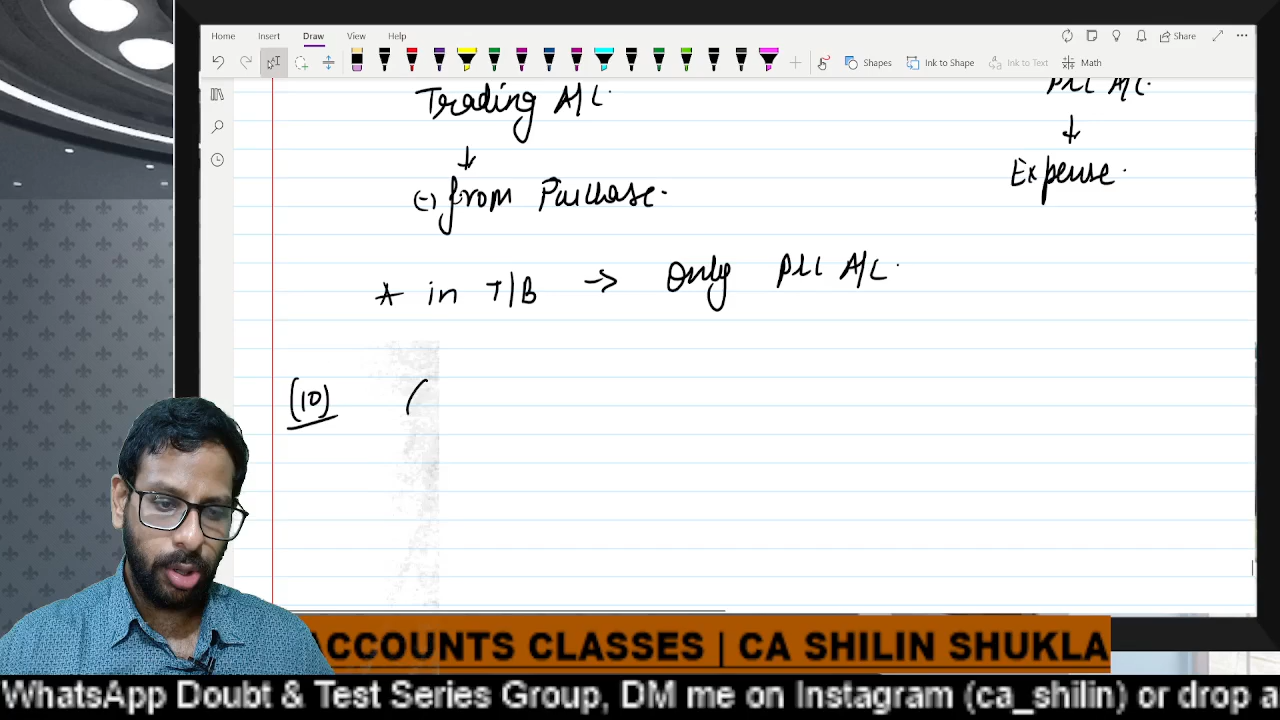 Home Insert Draw View Help Share
Shapes Ink to Shape Ink to Text Math
Trading A/c. P&L A/c.
↓ ↓
(-) from Purchase. Expense.
* in T/B → Only P&L A/c.
(10) (
ACCOUNTS CLASSES | CA SHILIN SHUKLA
WhatsApp Doubt & Test Series Group, DM me on Instagram (ca_shilin) or drop a